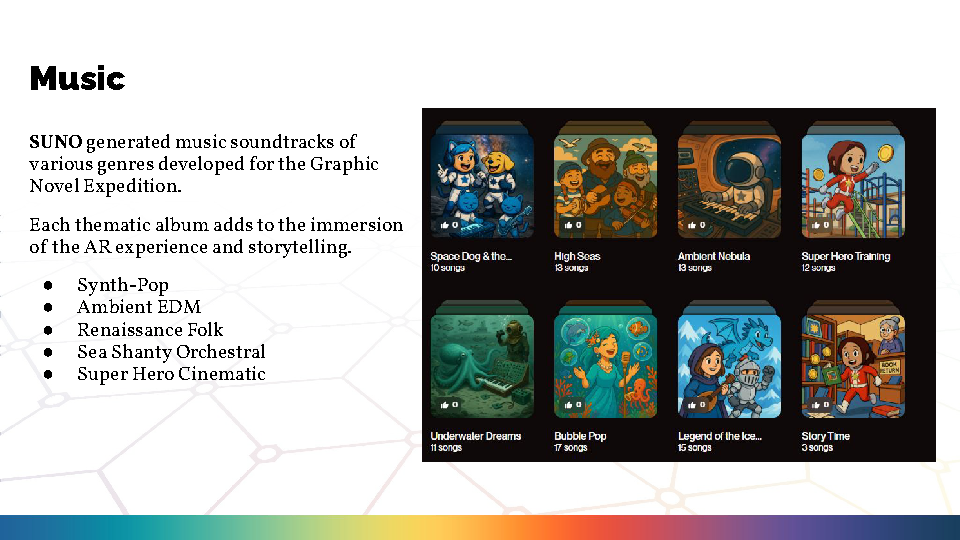 Music
SUNO generated music soundtracks of
various genres developed for the Graphic
Novel Expedition.
Each thematic album adds to the immersion
of the AR experience and storytelling.
● Synth-Pop
● Ambient EDM
● Renaissance Folk
● Sea Shanty Orchestral
● Super Hero Cinematic
0
0
0
0
Space Dog & the...
10 songs
High Seas
13 songs
Ambient Nebula
13 songs
Super Hero Training
12 songs
BOOK
RETURN
0
0
0
0
Underwater Dreams
11 songs
Bubble Pop
17 songs
Legend of the Ice...
15 songs
Story Time
3 songs